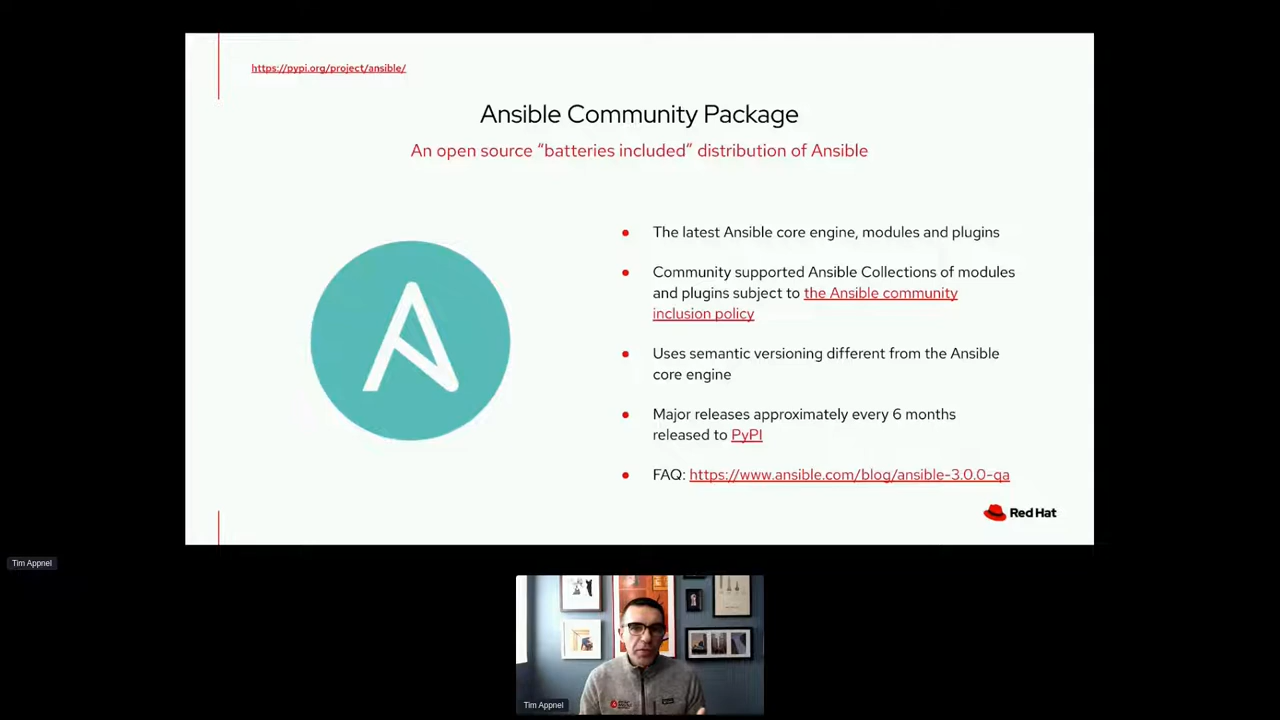 https://pypi.org/project/ansible/
Ansible Community Package
An open source “batteries included” distribution of Ansible
● The latest Ansible core engine, modules and plugins
● Community supported Ansible Collections of modules
and plugins subject to the Ansible community
inclusion policy
● Uses semantic versioning different from the Ansible
core engine
● Major releases approximately every 6 months
released to PyPI
● FAQ: https://www.ansible.com/blog/ansible-3.0.0-qa
Red Hat
Tim Appnel
Tim Appnel